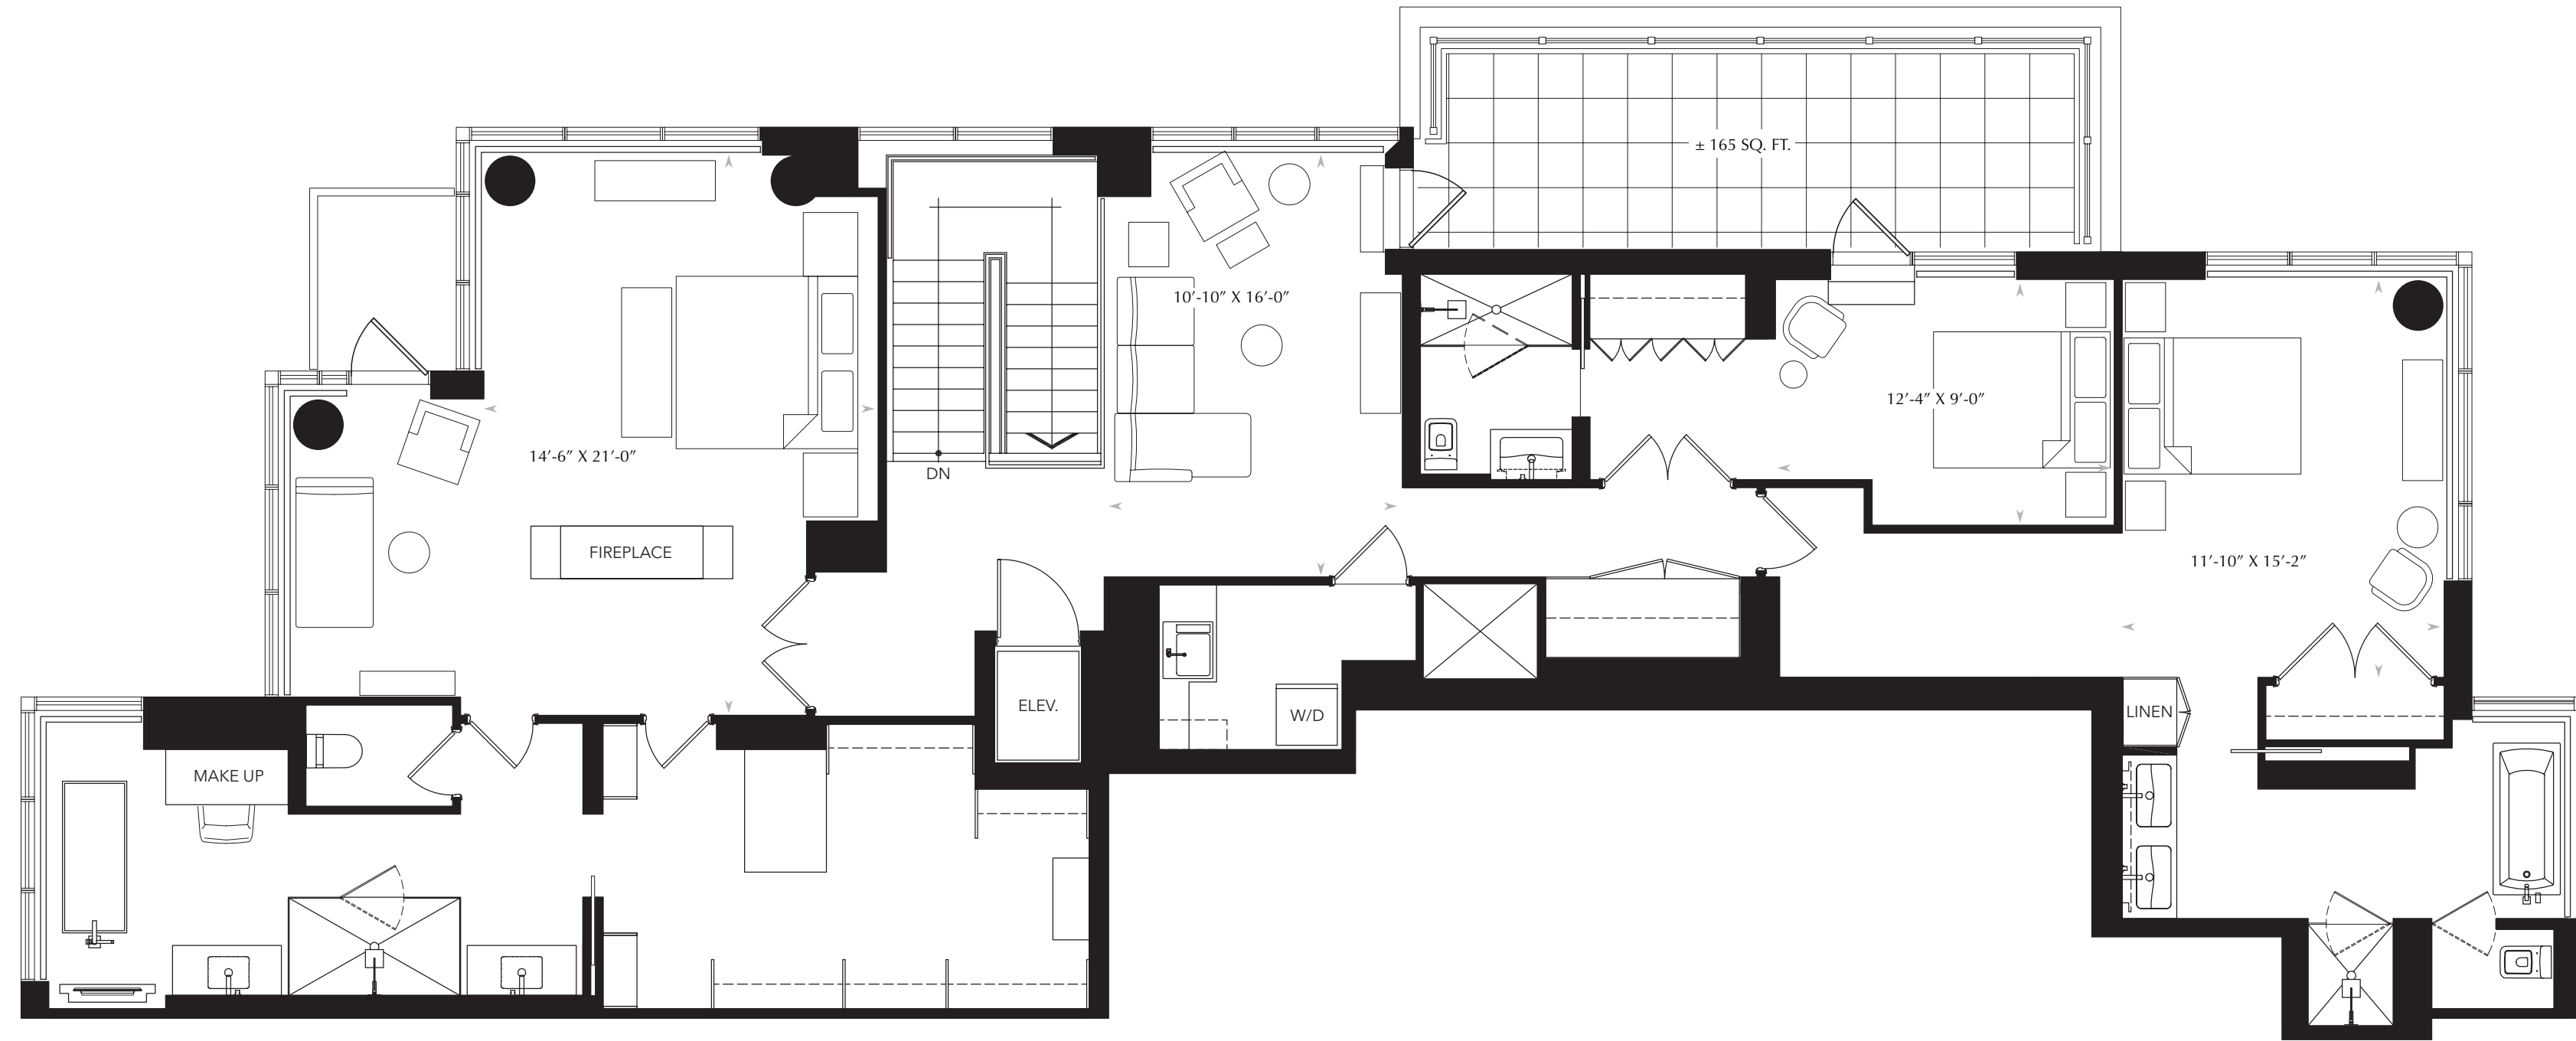 ± 165 SQ. FT.
10′-10″ X 16′-0″
12′-4″ X 9′-0″
14′-6″ X 21′-0″
DN
FIREPLACE
11′-10″ X 15′-2″
ELEV.
W/D
LINEN
MAKE UP